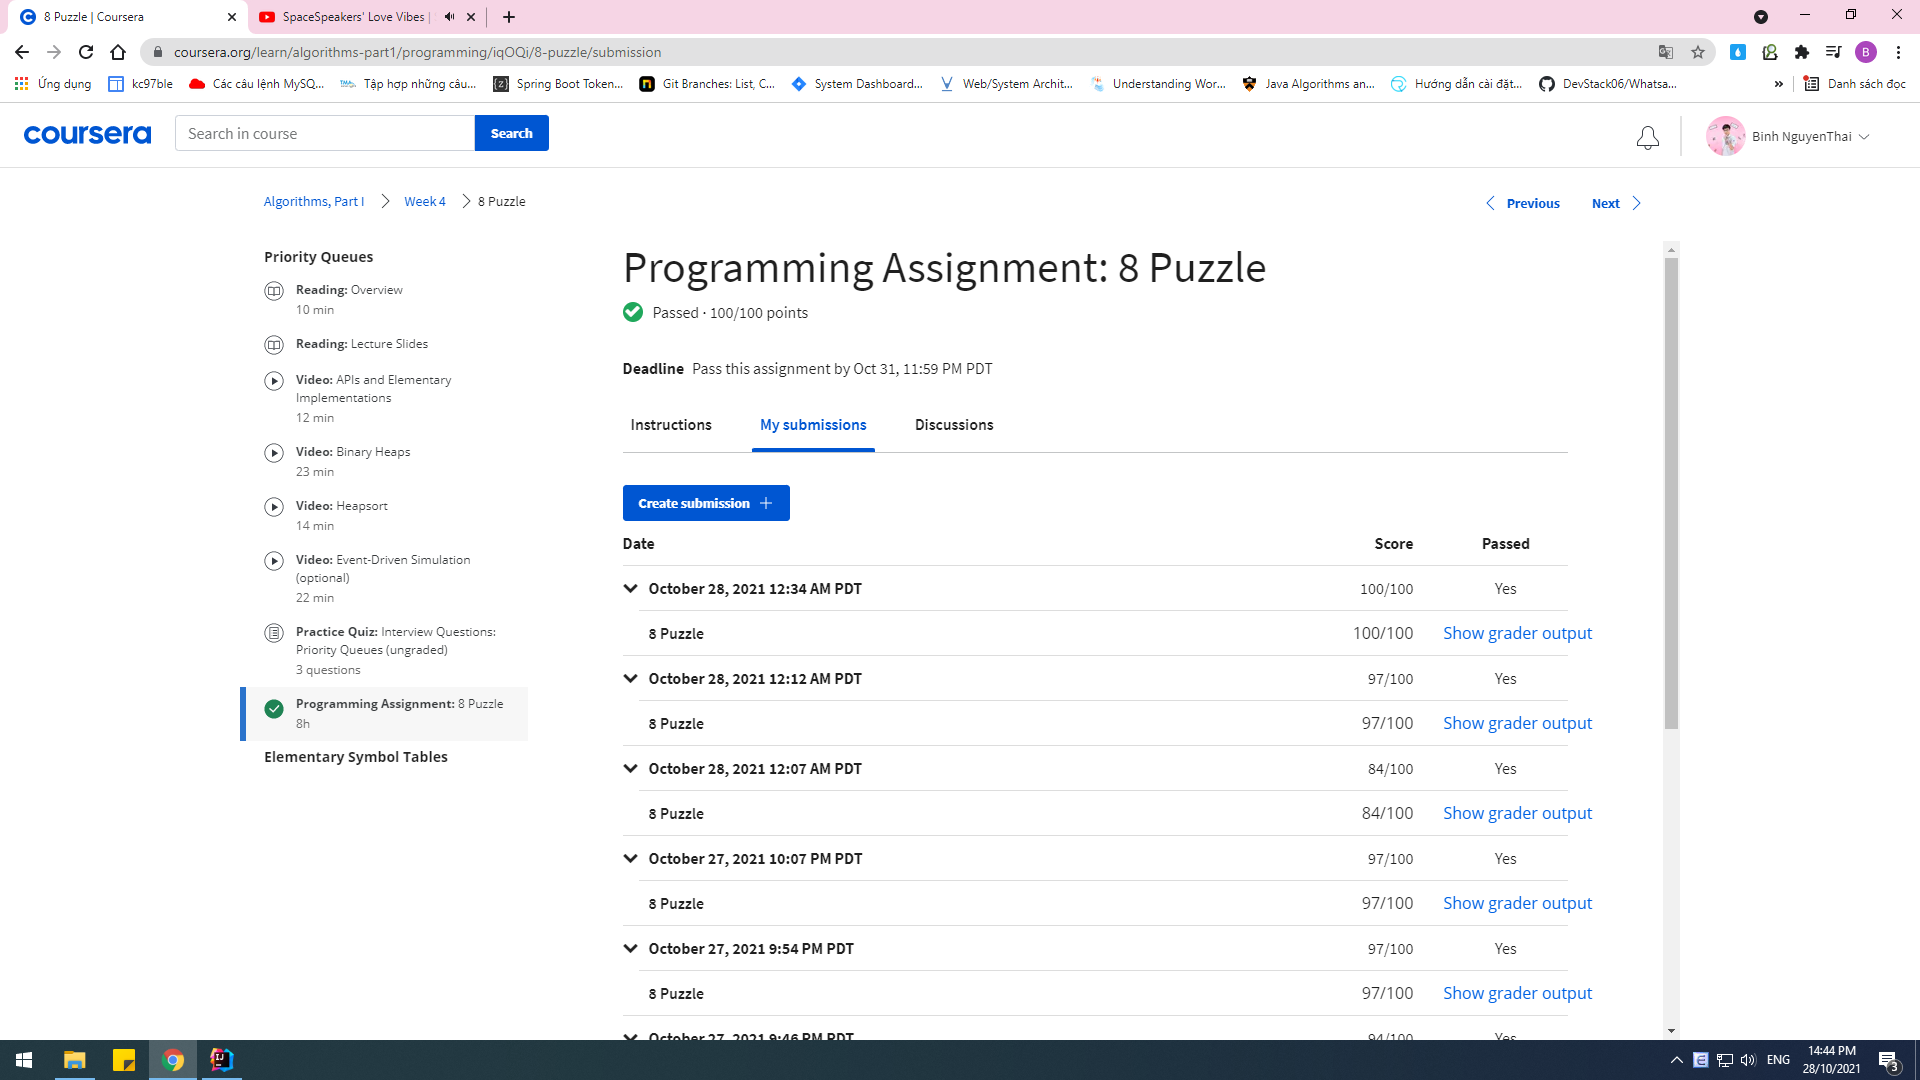 8 Puzzle | Coursera
SpaceSpeakers' Love Vibes |
coursera.org/learn/algorithms-part1/programming/iqOQi/8-puzzle/submission
B
Ứng dụng
kc97ble
Các câu lệnh MySQ...
Tập hợp những câu...
Spring Boot Token...
Git Branches: List, C...
System Dashboard...
Web/System Archit...
Understanding Wor...
Java Algorithms an...
Hướng dẫn cài đặt...
DevStack06/Whatsa...
»
Danh sách đọc
coursera
Search in course
Search
Binh NguyenThai
Algorithms, Part I
Week 4
8 Puzzle
Previous
Next
Priority Queues
Reading: Overview
10 min
Reading: Lecture Slides
Video: APIs and Elementary
Implementations
12 min
Video: Binary Heaps
23 min
Video: Heapsort
14 min
Video: Event-Driven Simulation
(optional)
22 min
Practice Quiz: Interview Questions:
Priority Queues (ungraded)
3 questions
Programming Assignment: 8 Puzzle
8h
Elementary Symbol Tables
Programming Assignment: 8 Puzzle
Passed · 100/100 points
Deadline Pass this assignment by Oct 31, 11:59 PM PDT
Instructions
My submissions
Discussions
Create submission +
Date Score Passed
October 28, 2021 12:34 AM PDT 100/100 Yes
8 Puzzle 100/100 Show grader output
October 28, 2021 12:12 AM PDT 97/100 Yes
8 Puzzle 97/100 Show grader output
October 28, 2021 12:07 AM PDT 84/100 Yes
8 Puzzle 84/100 Show grader output
October 27, 2021 10:07 PM PDT 97/100 Yes
8 Puzzle 97/100 Show grader output
October 27, 2021 9:54 PM PDT 97/100 Yes
8 Puzzle 97/100 Show grader output
October 27, 2021 9:46 PM PDT 94/100 Yes
ENG
14:44 PM
28/10/2021
3